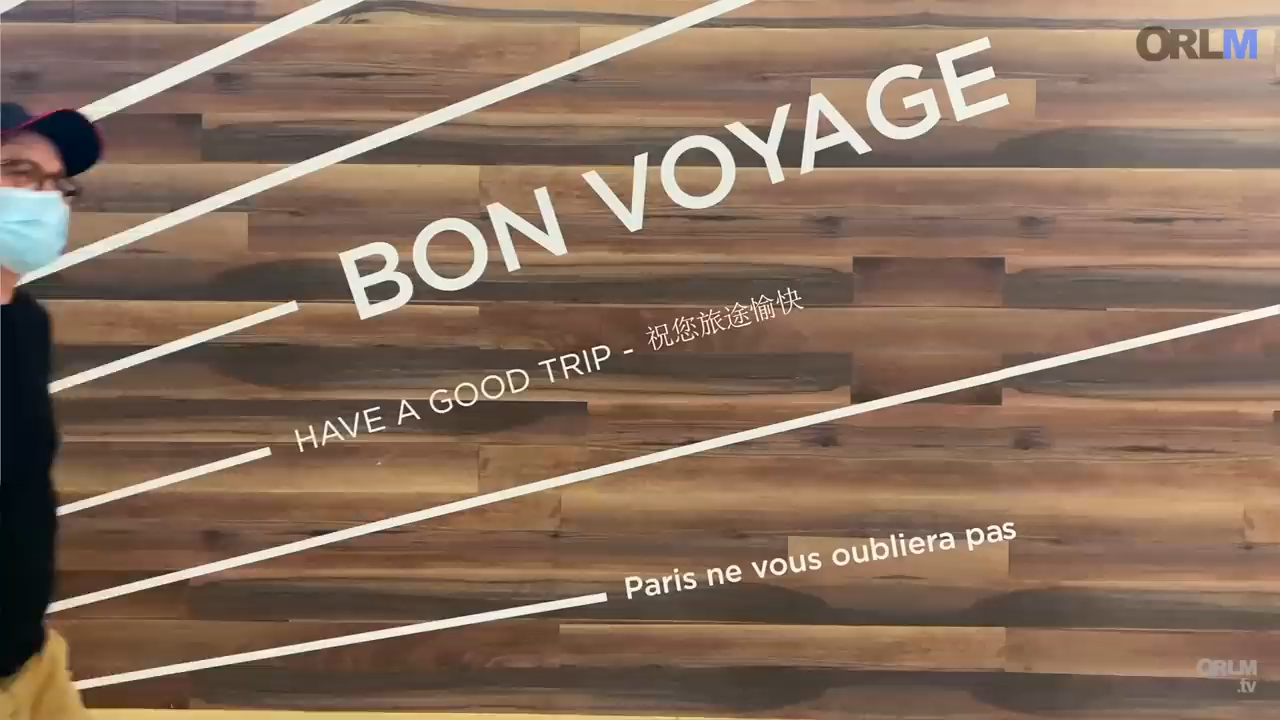 ORLM
BON VOYAGE
HAVE A GOOD TRIP - 祝您旅途愉快
Paris ne vous oubliera pas
ORLM
.tv